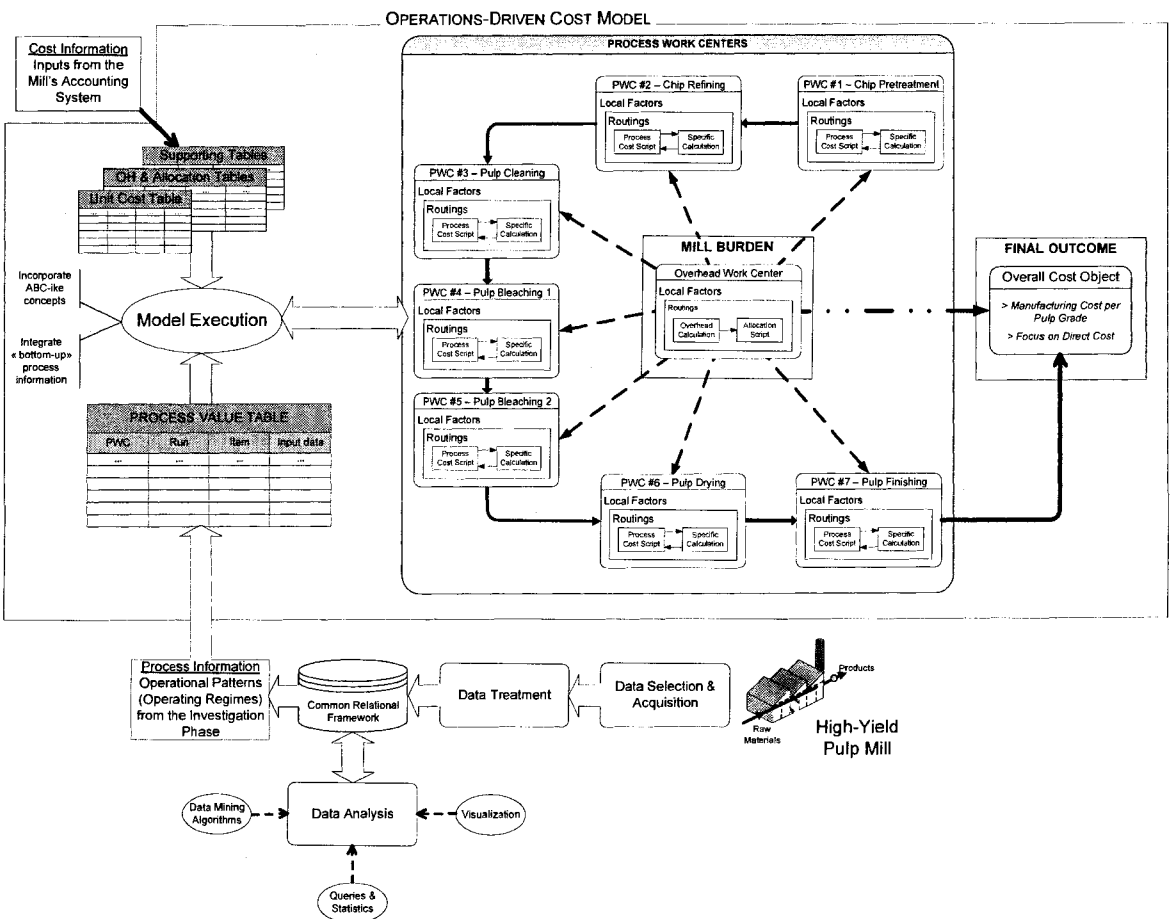 OPERATIONS-DRIVEN COST MODEL
Cost Information
Inputs from the
Mill's Accounting
System
Supporting Tables
OH & Allocation Tables
Unit Cost Table
Incorporate
ABC-like
concepts
Integrate
« bottom-up»
process
information
Model Execution
PROCESS VALUE TABLE
PWC Run Item Input data
... ... ... ...
PROCESS WORK CENTERS
PWC #2 – Chip Refining
Local Factors
Routings
Process
Cost Script
Specific
Calculation
PWC #1 – Chip Pretreatment
Local Factors
Routings
Process
Cost Script
Specific
Calculation
PWC #3 – Pulp Cleaning
Local Factors
Routings
Process
Cost Script
Specific
Calculation
PWC #4 – Pulp Bleaching 1
Local Factors
Routings
Process
Cost Script
Specific
Calculation
PWC #5 – Pulp Bleaching 2
Local Factors
Routings
Process
Cost Script
Specific
Calculation
MILL BURDEN
Overhead Work Center
Local Factors
Routings
Overhead
Calculation
Allocation
Script
PWC #6 – Pulp Drying
Local Factors
Routings
Process
Cost Script
Specific
Calculation
PWC #7 – Pulp Finishing
Local Factors
Routings
Process
Cost Script
Specific
Calculation
FINAL OUTCOME
Overall Cost Object
> Manufacturing Cost per
Pulp Grade
> Focus on Direct Cost
Process Information
Operational Patterns
(Operating Regimes)
from the Investigation
Phase
Common Relational
Framework
Data Treatment
Data Selection &
Acquisition
Products
Raw
Materials
High-Yield
Pulp Mill
Data Mining
Algorithms
Data Analysis
Visualization
Queries &
Statistics